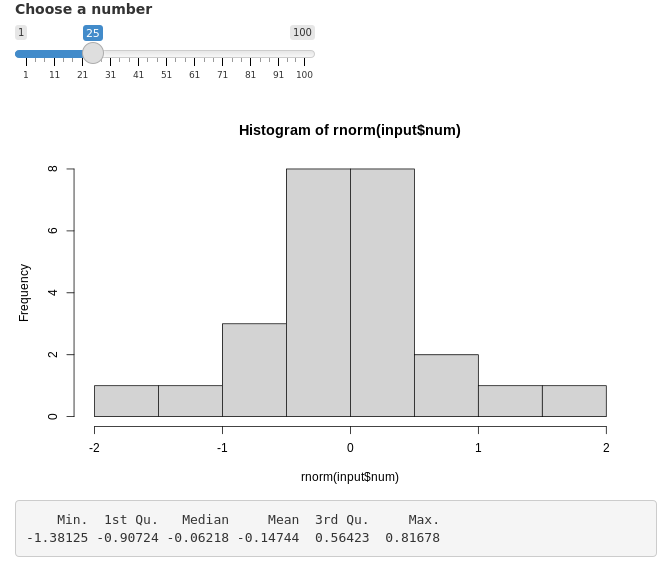 Choose a number
1 25 100
1 11 21 31 41 51 61 71 81 91 100
Histogram of rnorm(input$num)
Frequency
8
6
4
2
0
-2 -1 0 1 2
rnorm(input$num)
Min. 1st Qu. Median Mean 3rd Qu. Max.
-1.38125 -0.90724 -0.06218 -0.14744 0.56423 0.81678